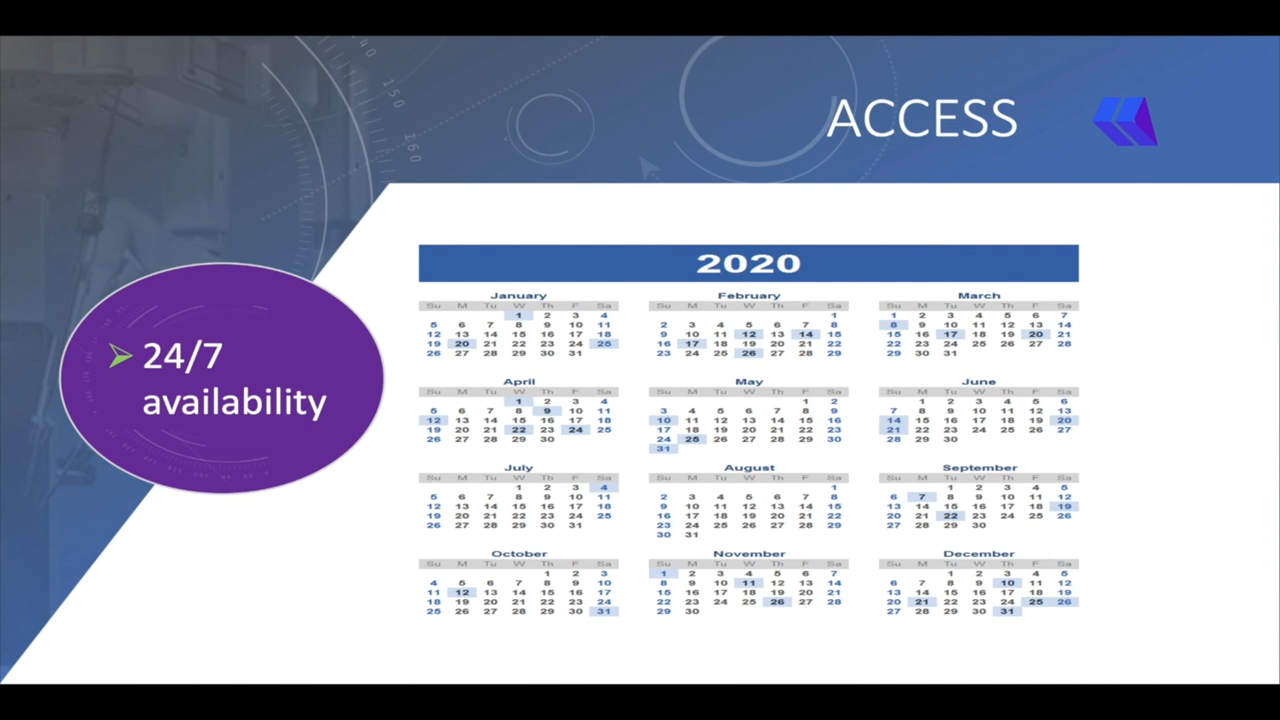 ACCESS
150
160
24/7
availability
2020
January
Su M Tu W Th F Sa
1 2 3 4
5 6 7 8 9 10 11
12 13 14 15 16 17 18
19 20 21 22 23 24 25
26 27 28 29 30 31
February
Su M Tu W Th F Sa
1
2 3 4 5 6 7 8
9 10 11 12 13 14 15
16 17 18 19 20 21 22
23 24 25 26 27 28 29
March
Su M Tu W Th F Sa
1 2 3 4 5 6 7
8 9 10 11 12 13 14
15 16 17 18 19 20 21
22 23 24 25 26 27 28
29 30 31
April
Su M Tu W Th F Sa
1 2 3 4
5 6 7 8 9 10 11
12 13 14 15 16 17 18
19 20 21 22 23 24 25
26 27 28 29 30
May
Su M Tu W Th F Sa
1 2
3 4 5 6 7 8 9
10 11 12 13 14 15 16
17 18 19 20 21 22 23
24 25 26 27 28 29 30
31
June
Su M Tu W Th F Sa
1 2 3 4 5 6
7 8 9 10 11 12 13
14 15 16 17 18 19 20
21 22 23 24 25 26 27
28 29 30
July
Su M Tu W Th F Sa
1 2 3 4
5 6 7 8 9 10 11
12 13 14 15 16 17 18
19 20 21 22 23 24 25
26 27 28 29 30 31
August
Su M Tu W Th F Sa
1
2 3 4 5 6 7 8
9 10 11 12 13 14 15
16 17 18 19 20 21 22
23 24 25 26 27 28 29
30 31
September
Su M Tu W Th F Sa
1 2 3 4 5
6 7 8 9 10 11 12
13 14 15 16 17 18 19
20 21 22 23 24 25 26
27 28 29 30
October
Su M Tu W Th F Sa
1 2 3
4 5 6 7 8 9 10
11 12 13 14 15 16 17
18 19 20 21 22 23 24
25 26 27 28 29 30 31
November
Su M Tu W Th F Sa
1 2 3 4 5 6 7
8 9 10 11 12 13 14
15 16 17 18 19 20 21
22 23 24 25 26 27 28
29 30
December
Su M Tu W Th F Sa
1 2 3 4 5
6 7 8 9 10 11 12
13 14 15 16 17 18 19
20 21 22 23 24 25 26
27 28 29 30 31